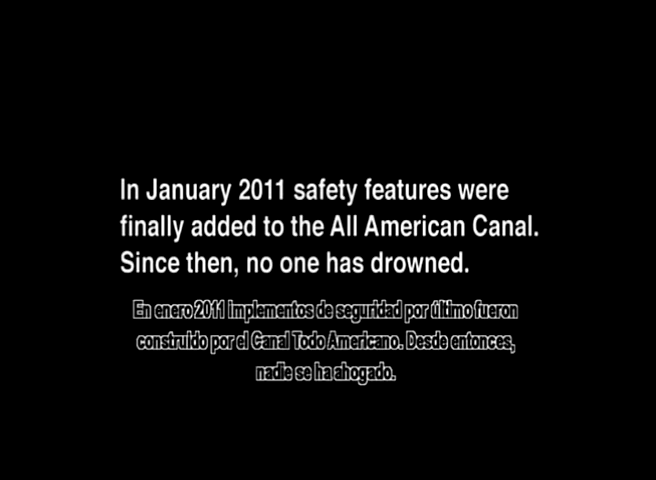 In January 2011 safety features were
finally added to the All American Canal.
Since then, no one has drowned.
En enero 2011 implementos de seguridad por último fueron
construido por el Canal Todo Americano. Desde entonces,
nadie se ha ahogado.